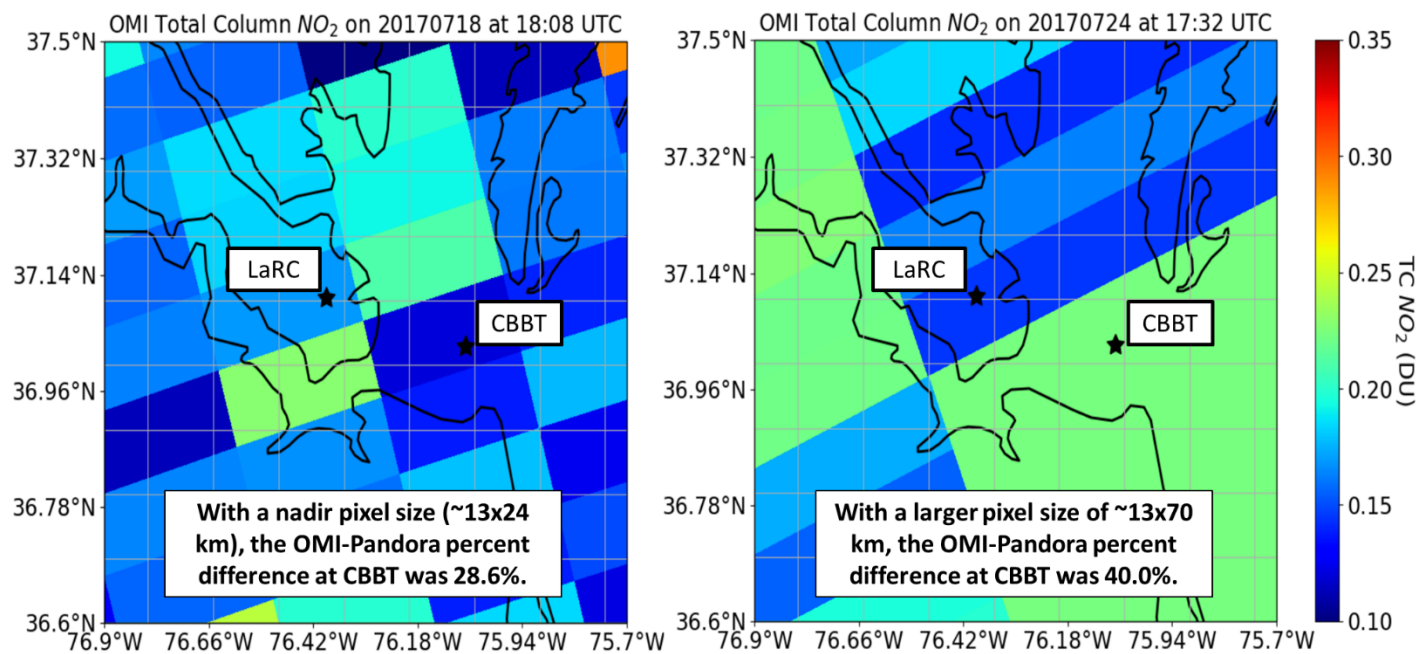 OMI Total Column NO₂ on 20170718 at 18:08 UTC
37.5°N
37.32°N
37.14°N
36.96°N
36.78°N
36.6°N
LaRC
CBBT
With a nadir pixel size (~13x24
km), the OMI-Pandora percent
difference at CBBT was 28.6%.
76.9°W 76.66°W 76.42°W 76.18°W 75.94°W 75.7°W
OMI Total Column NO₂ on 20170724 at 17:32 UTC
37.5°N
37.32°N
37.14°N
36.96°N
36.78°N
36.6°N
LaRC
CBBT
With a larger pixel size of ~13x70
km, the OMI-Pandora percent
difference at CBBT was 40.0%.
76.9°W 76.66°W 76.42°W 76.18°W 75.94°W 75.7°W
0.35
0.30
0.25
0.20
0.15
0.10
TC NO₂ (DU)